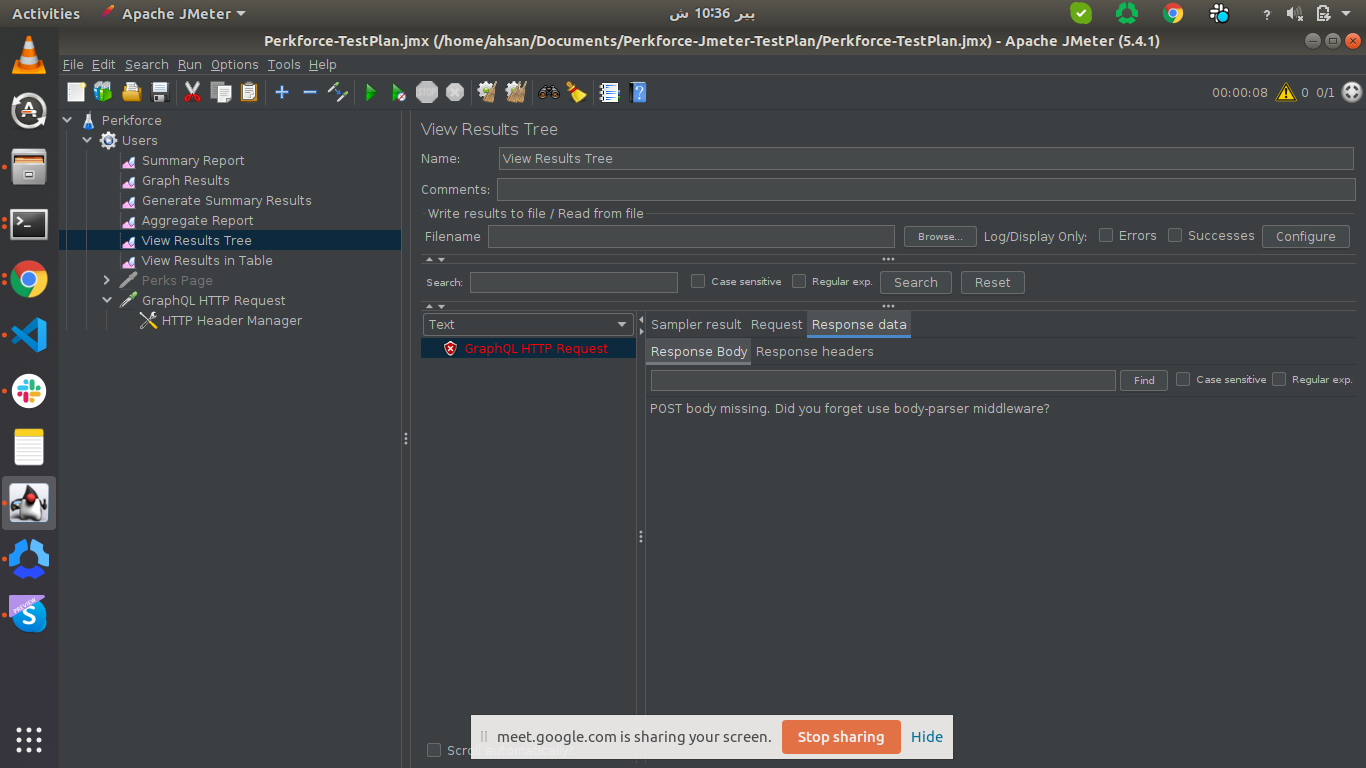 Activities Apache JMeter پیر 10:36 ش ?
Perkforce-TestPlan.jmx (/home/ahsan/Documents/Perkforce-Jmeter-TestPlan/Perkforce-TestPlan.jmx) - Apache JMeter (5.4.1)
File Edit Search Run Options Tools Help
STOP 00:00:08 0 0/1
Perkforce
Users
Summary Report
Graph Results
Generate Summary Results
Aggregate Report
View Results Tree
View Results in Table
Perks Page
GraphQL HTTP Request
HTTP Header Manager
View Results Tree
Name: View Results Tree
Comments:
Write results to file / Read from file
Filename Browse... Log/Display Only: Errors Successes Configure
Search: Case sensitive Regular exp. Search Reset
Text
GraphQL HTTP Request
Sampler result Request Response data
Response Body Response headers
Find Case sensitive Regular exp.
POST body missing. Did you forget use body-parser middleware?
PREVIEW
S
meet.google.com is sharing your screen. Stop sharing Hide
Scroll automatically?